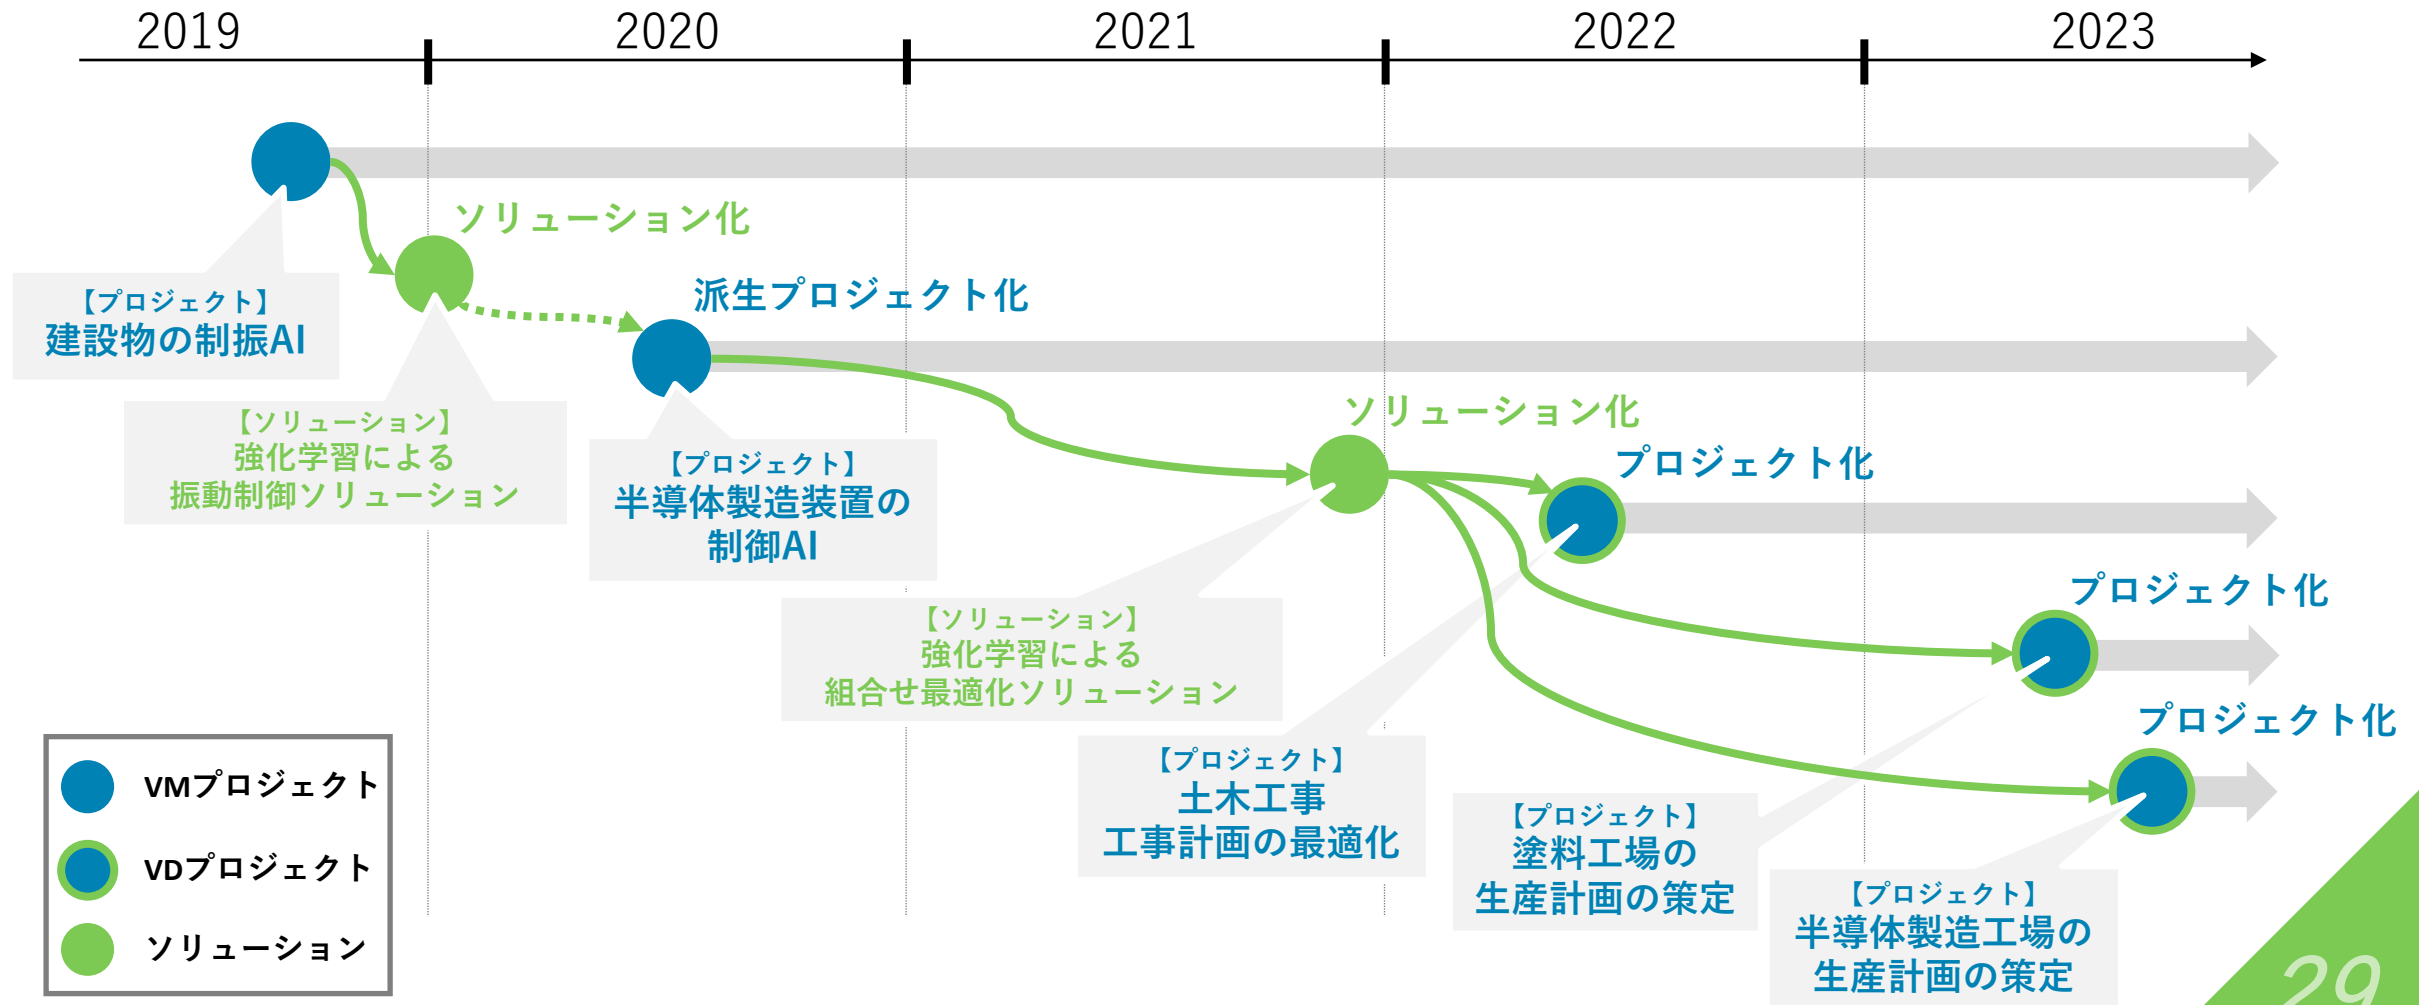 2019
2020
2021
2022
2023
ソリューション化
派生プロジェクト化
【プロジェクト】
建設物の制振AI
【ソリューション】
強化学習による
振動制御ソリューション
【プロジェクト】
半導体製造装置の
制御AI
ソリューション化
プロジェクト化
【ソリューション】
強化学習による
組合せ最適化ソリューション
プロジェクト化
プロジェクト化
【プロジェクト】
土木工事
工事計画の最適化
【プロジェクト】
塗料工場の
生産計画の策定
【プロジェクト】
半導体製造工場の
生産計画の策定
VMプロジェクト
VDプロジェクト
ソリューション
29